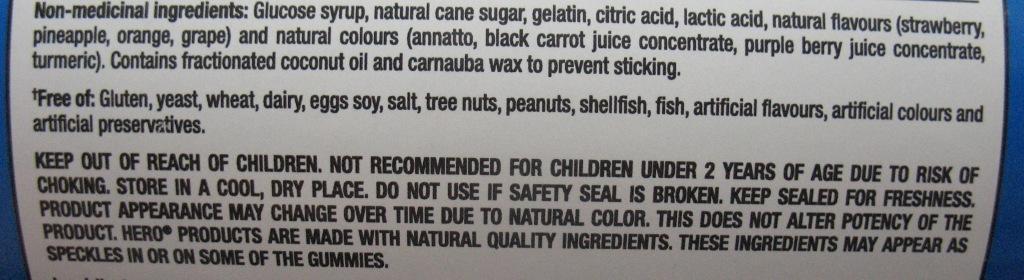 Non-medicinal ingredients: Glucose syrup, natural cane sugar, gelatin, citric acid, lactic acid, natural flavours (strawberry,
pineapple, orange, grape) and natural colours (annatto, black carrot juice concentrate, purple berry juice concentrate,
turmeric). Contains fractionated coconut oil and carnauba wax to prevent sticking.
†Free of: Gluten, yeast, wheat, dairy, eggs soy, salt, tree nuts, peanuts, shellfish, fish, artificial flavours, artificial colours and
artificial preservatives.
KEEP OUT OF REACH OF CHILDREN. NOT RECOMMENDED FOR CHILDREN UNDER 2 YEARS OF AGE DUE TO RISK OF
CHOKING. STORE IN A COOL, DRY PLACE. DO NOT USE IF SAFETY SEAL IS BROKEN. KEEP SEALED FOR FRESHNESS.
PRODUCT APPEARANCE MAY CHANGE OVER TIME DUE TO NATURAL COLOR. THIS DOES NOT ALTER POTENCY OF THE
PRODUCT. HERO® PRODUCTS ARE MADE WITH NATURAL QUALITY INGREDIENTS. THESE INGREDIENTS MAY APPEAR AS
SPECKLES IN OR ON SOME OF THE GUMMIES.